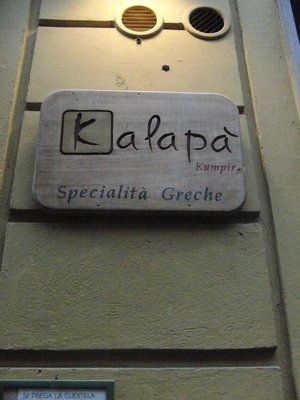 Kalapà
Kumpir
Specialità Greche
SI PREGA LA CLIENTELA